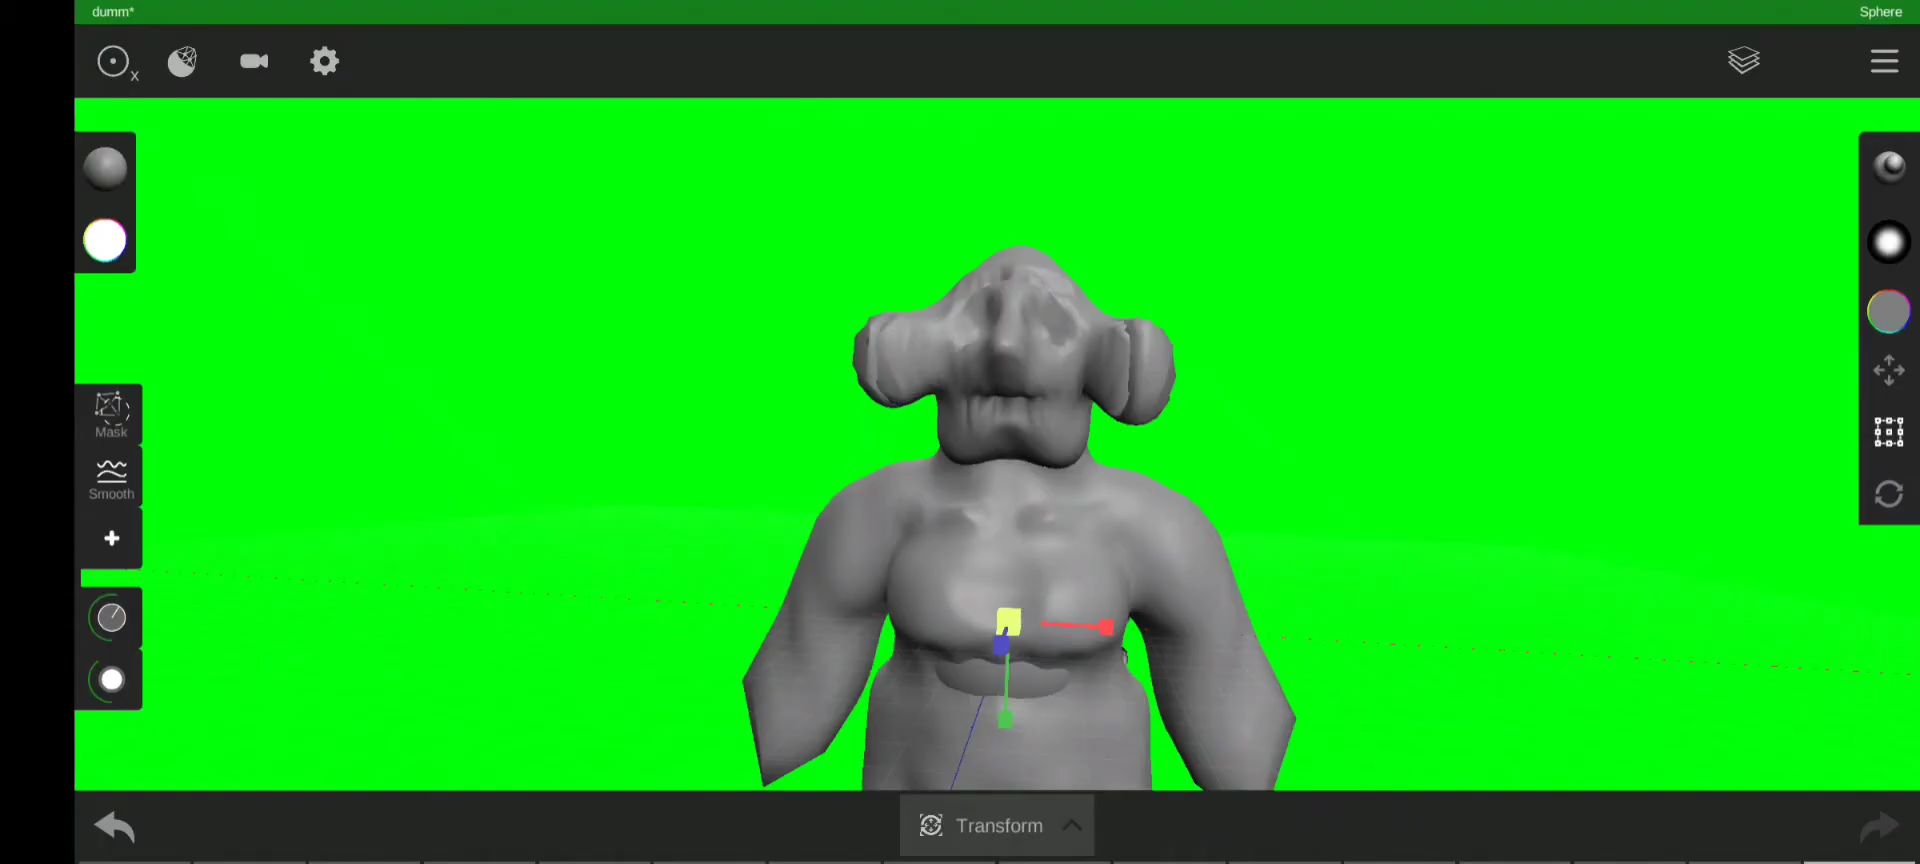 dumm*
Sphere
x
Mask
Smooth
Transform